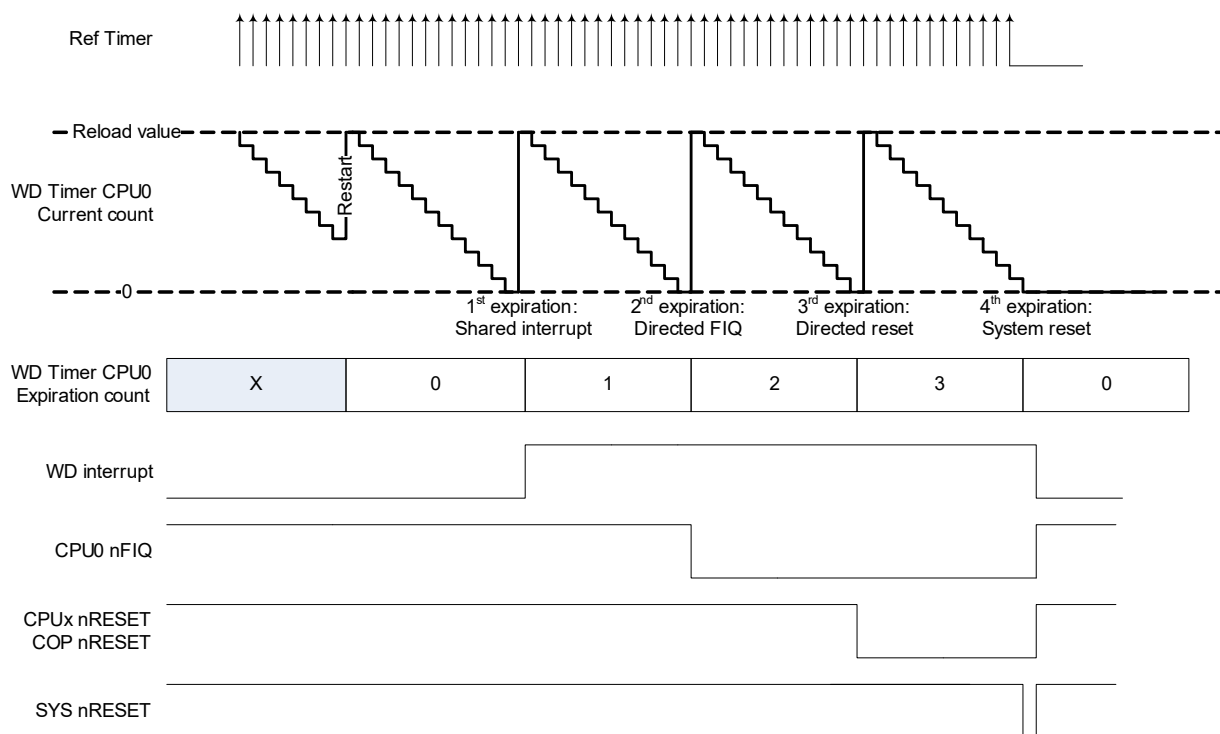 Ref Timer
Reload value
WD Timer CPU0
Current count
Restart
0
1st expiration:
Shared interrupt
2nd expiration:
Directed FIQ
3rd expiration:
Directed reset
4th expiration:
System reset
WD Timer CPU0
Expiration count
X 0 1 2 3 0
WD interrupt
CPU0 nFIQ
CPUx nRESET
COP nRESET
SYS nRESET